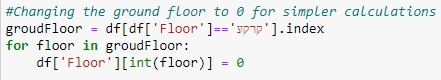 #Changing the ground floor to 0 for simpler calculations
groudFloor = df[df['Floor']=='קרקע'].index
for floor in groudFloor:
    df['Floor'][int(floor)] = 0